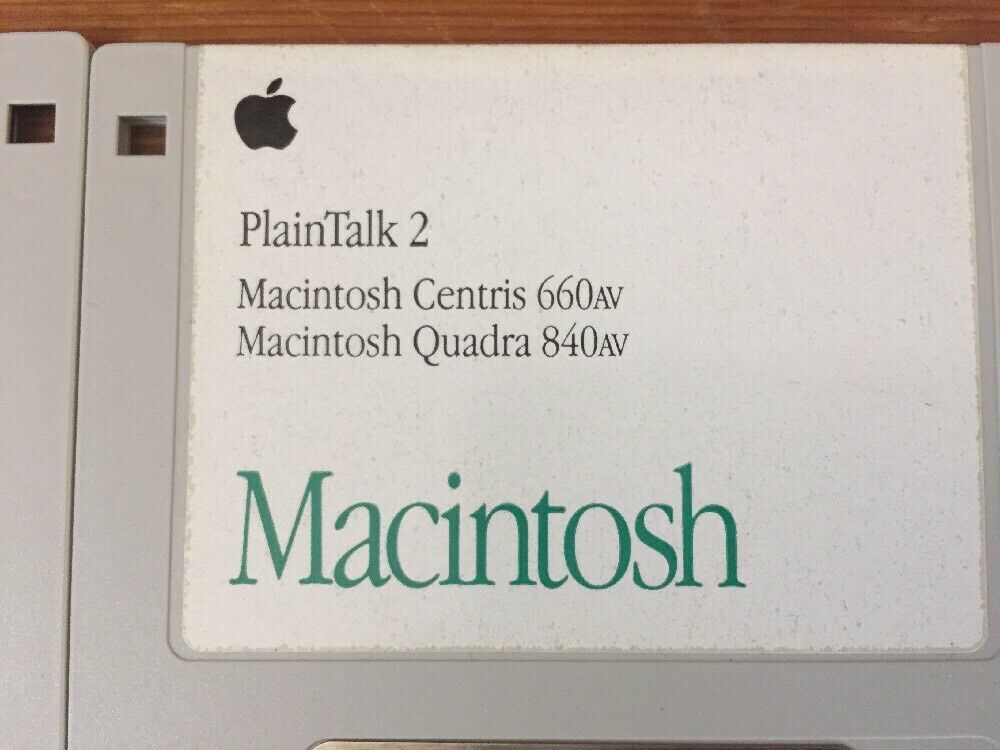 PlainTalk 2
Macintosh Centris 660AV
Macintosh Quadra 840AV
Macintosh